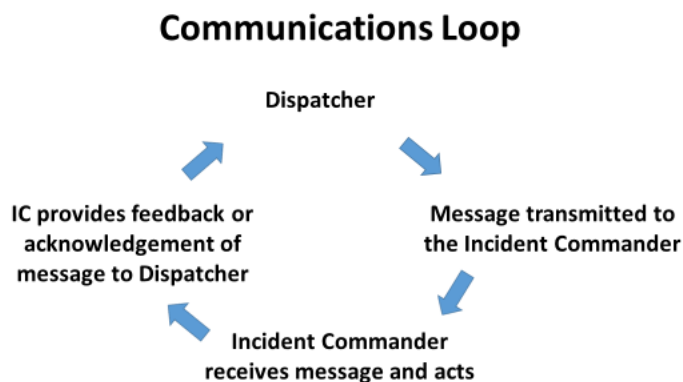 Communications Loop
Dispatcher
Message transmitted to
the Incident Commander
Incident Commander
receives message and acts
IC provides feedback or
acknowledgement of
message to Dispatcher